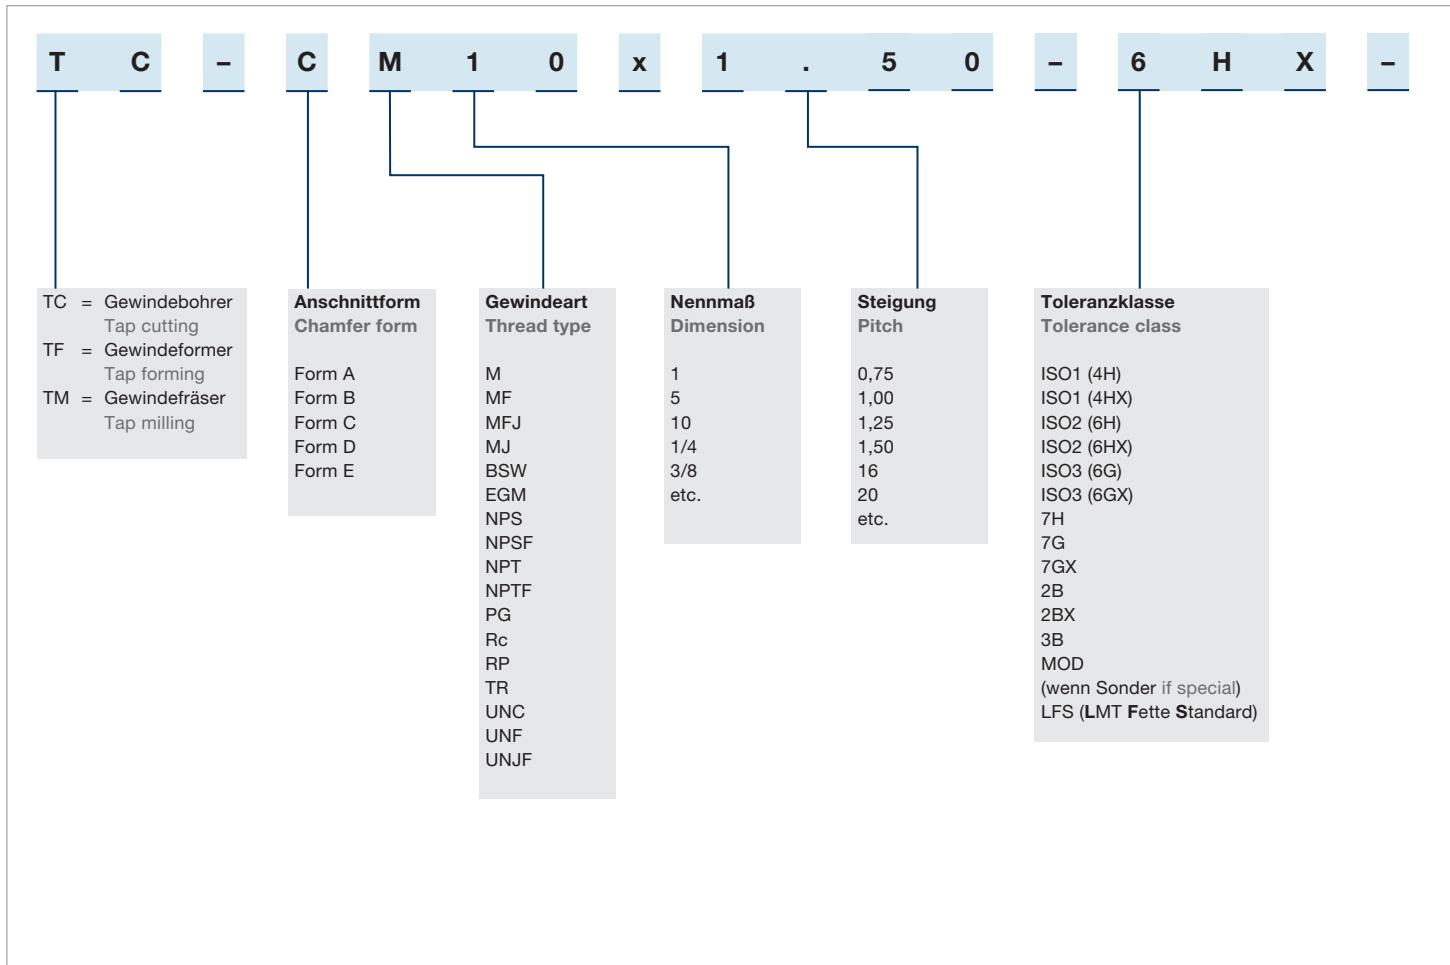 T C – C M 1 0 x 1 . 5 0 – 6 H X –
TC = Gewindebohrer
Tap cutting
TF = Gewindeformer
Tap forming
TM = Gewindefräser
Tap milling
Anschnittform
Chamfer form
Form A
Form B
Form C
Form D
Form E
Gewindeart
Thread type
M
MF
MFJ
MJ
BSW
EGM
NPS
NPSF
NPT
NPTF
PG
Rc
RP
TR
UNC
UNF
UNJF
Nennmaß
Dimension
1
5
10
1/4
3/8
etc.
Steigung
Pitch
0,75
1,00
1,25
1,50
16
20
etc.
Toleranzklasse
Tolerance class
ISO1 (4H)
ISO1 (4HX)
ISO2 (6H)
ISO2 (6HX)
ISO3 (6G)
ISO3 (6GX)
7H
7G
7GX
2B
2BX
3B
MOD
(wenn Sonder if special)
LFS (LMT Fette Standard)